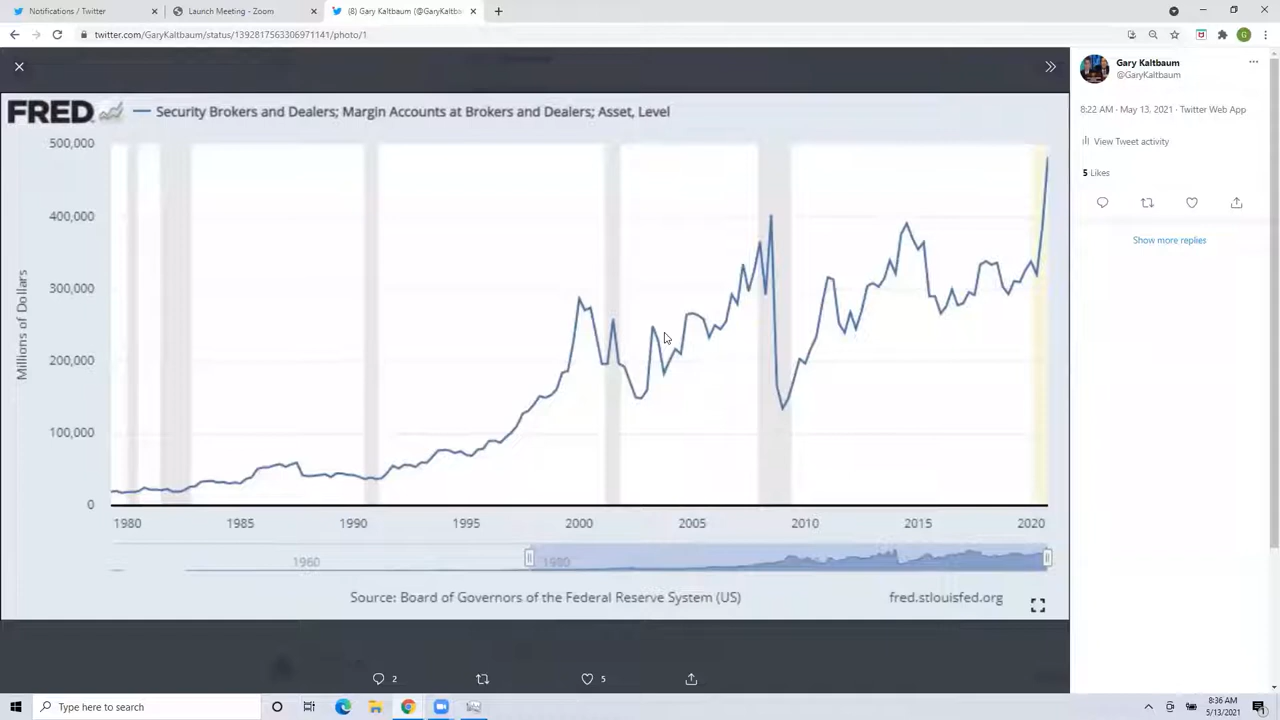 Notifications / Twitter
Launch Meeting - Zoom
(8) Gary Kaltbaum (@GaryKaltb
twitter.com/GaryKaltbaum/status/1392817563306971141/photo/1
G
FRED
Security Brokers and Dealers; Margin Accounts at Brokers and Dealers; Asset, Level
Millions of Dollars
500,000
400,000
300,000
200,000
100,000
0
1980 1985 1990 1995 2000 2005 2010 2015 2020
1960 1980
Source: Board of Governors of the Federal Reserve System (US) fred.stlouisfed.org
2 5
Gary Kaltbaum
@GaryKaltbaum
8:22 AM · May 13, 2021 · Twitter Web App
View Tweet activity
5 Likes
Show more replies
Type here to search
8:36 AM
5/13/2021
1